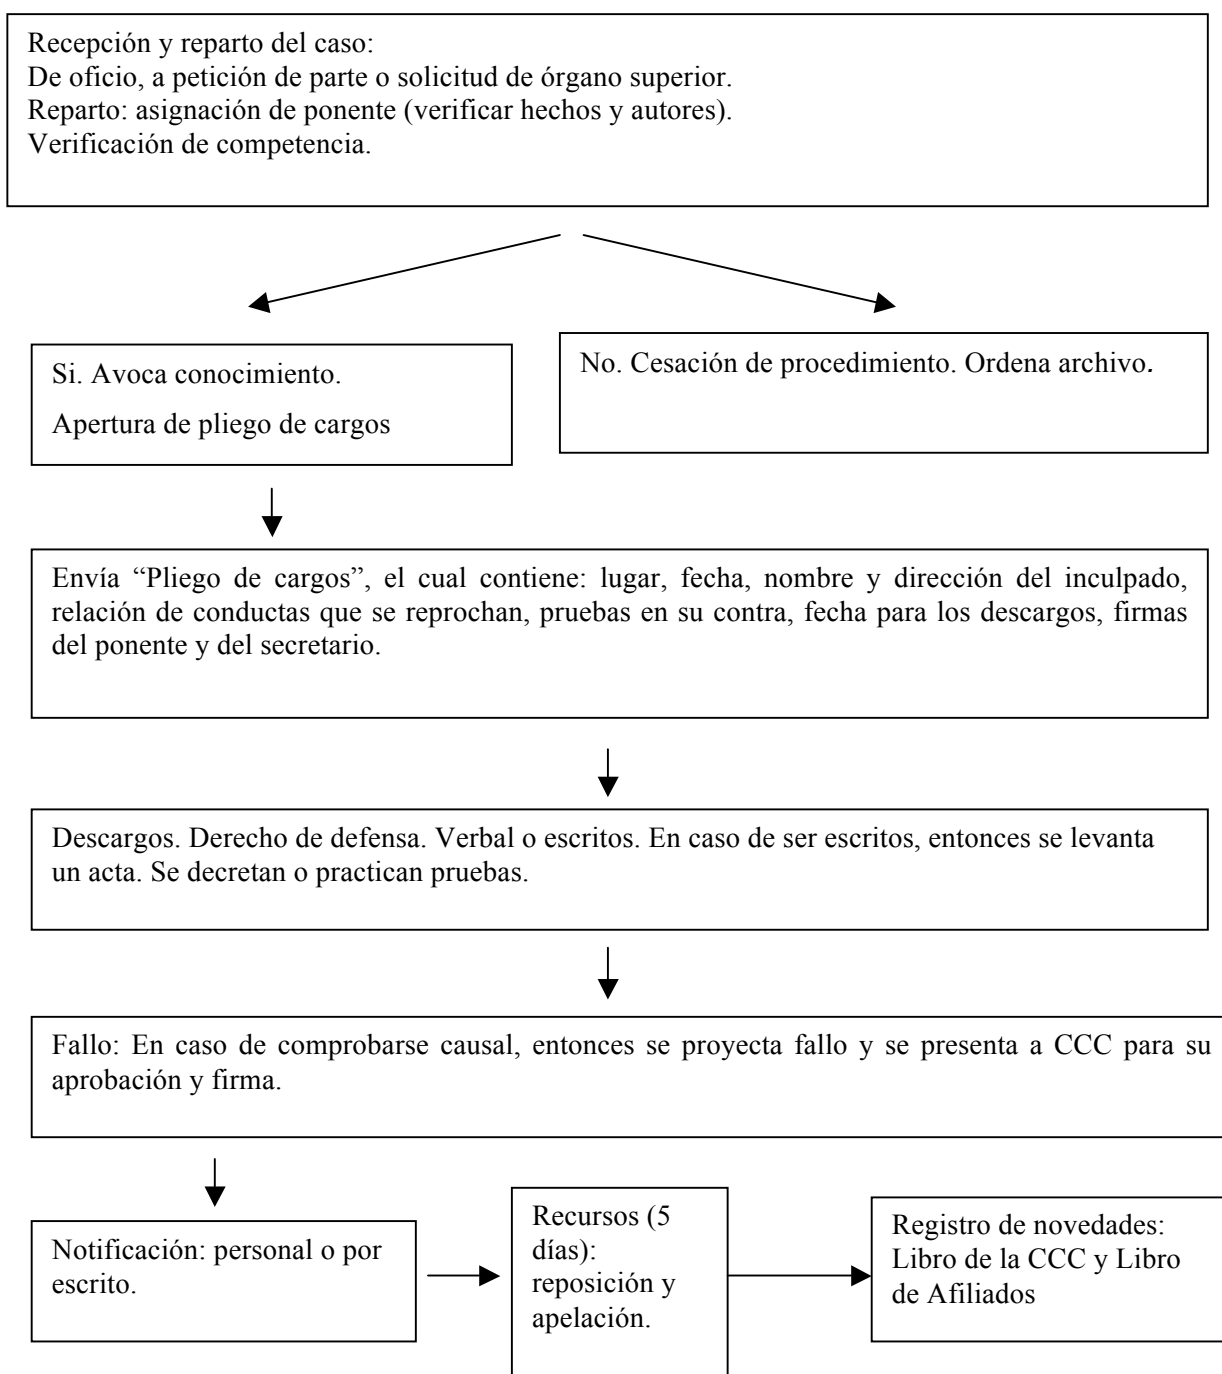 Recepción y reparto del caso:
De oficio, a petición de parte o solicitud de órgano superior.
Reparto: asignación de ponente (verificar hechos y autores).
Verificación de competencia.
Si. Avoca conocimiento.
Apertura de pliego de cargos
No. Cesación de procedimiento. Ordena archivo.
Envía “Pliego de cargos”, el cual contiene: lugar, fecha, nombre y dirección del inculpado,
relación de conductas que se reprochan, pruebas en su contra, fecha para los descargos, firmas
del ponente y del secretario.
Descargos. Derecho de defensa. Verbal o escritos. En caso de ser escritos, entonces se levanta
un acta. Se decretan o practican pruebas.
Fallo: En caso de comprobarse causal, entonces se proyecta fallo y se presenta a CCC para su
aprobación y firma.
Notificación: personal o por
escrito.
Recursos (5
días):
reposición y
apelación.
Registro de novedades:
Libro de la CCC y Libro
de Afiliados